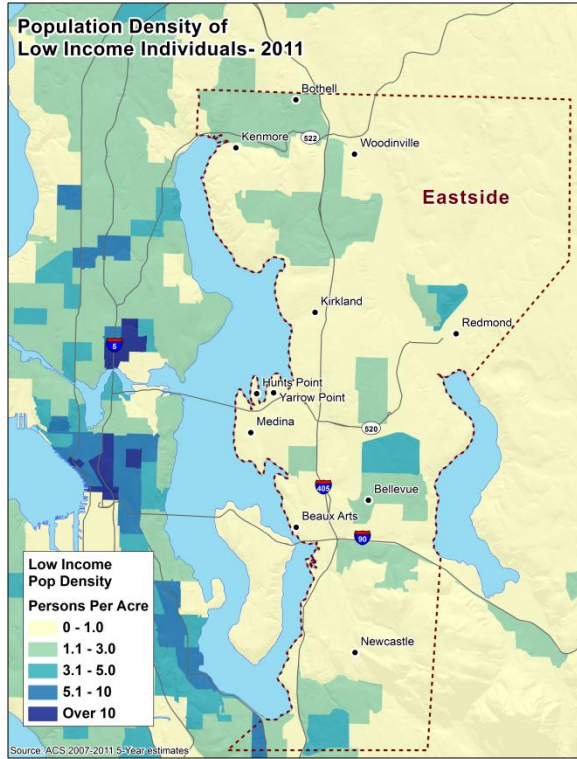 Population Density of
Low Income Individuals- 2011
Bothell
Kenmore
522
Woodinville
Eastside
Kirkland
Redmond
5
Hunts Point
Yarrow Point
Medina
520
405
Bellevue
Beaux Arts
90
Newcastle
Low Income
Pop Density
Persons Per Acre
0 - 1.0
1.1 - 3.0
3.1 - 5.0
5.1 - 10
Over 10
Source: ACS 2007-2011 5-Year estimates